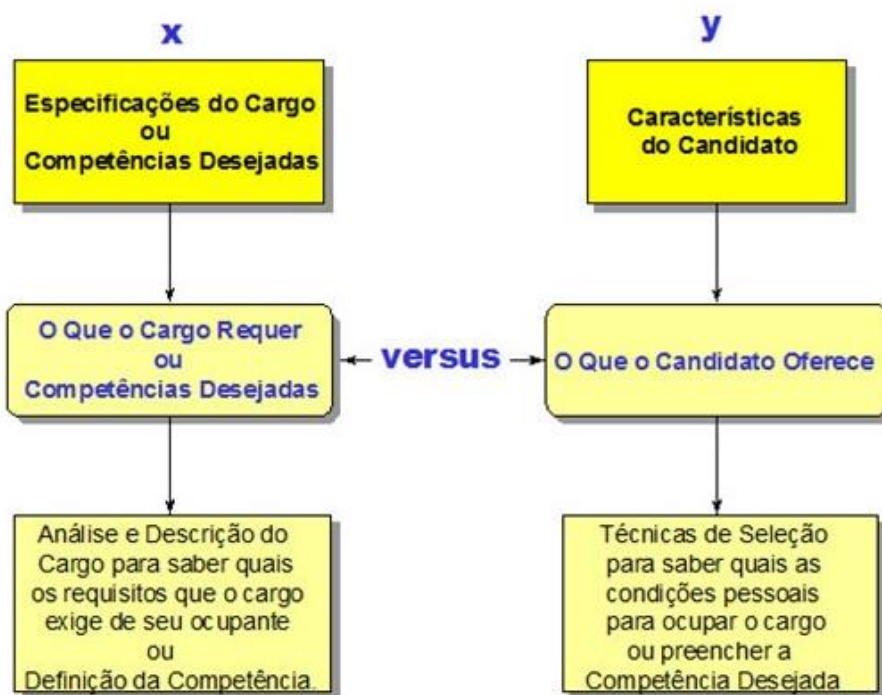 x
Especificações do Cargo
ou
Competências Desejadas
O Que o Cargo Requer
ou
Competências Desejadas
Análise e Descrição do
Cargo para saber quais
os requisitos que o cargo
exige de seu ocupante
ou
Definição da Competência.
versus
y
Características
do Candidato
O Que o Candidato Oferece
Técnicas de Seleção
para saber quais as
condições pessoais
para ocupar o cargo
ou preencher a
Competência Desejada